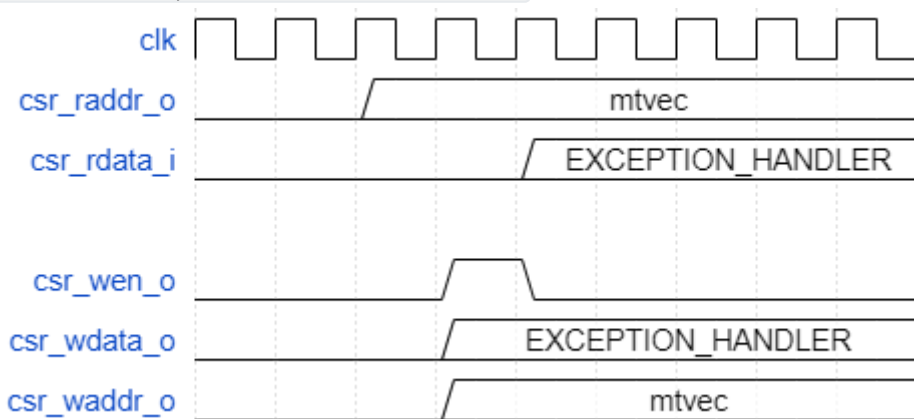 clk
csr_raddr_o mtvec
csr_rdata_i EXCEPTION_HANDLER
csr_wen_o
csr_wdata_o EXCEPTION_HANDLER
csr_waddr_o mtvec